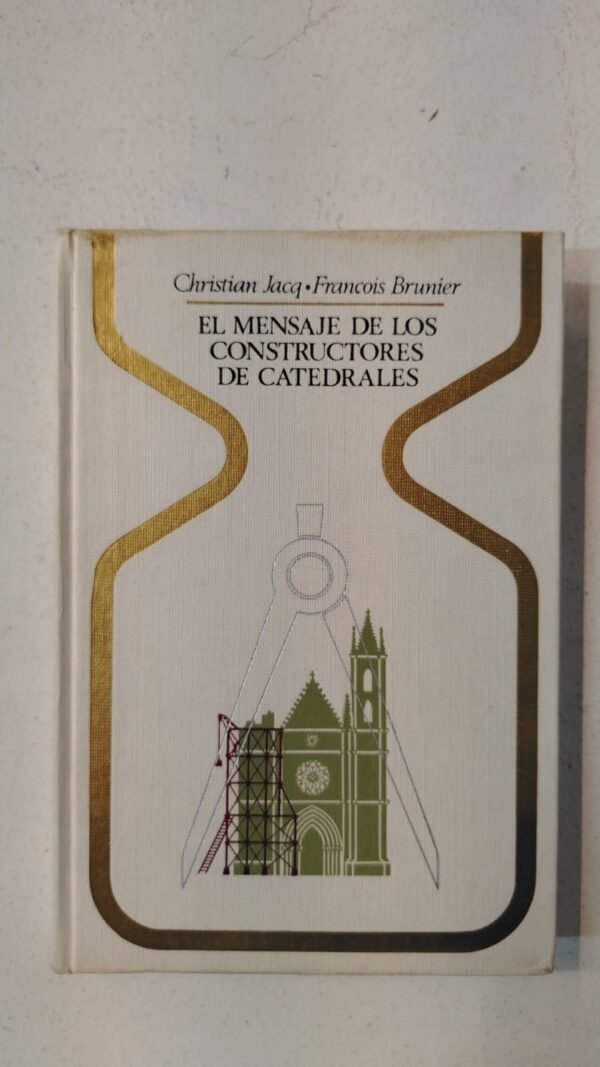 Christian Jacq • Francois Brunier
EL MENSAJE DE LOS
CONSTRUCTORES
DE CATEDRALES